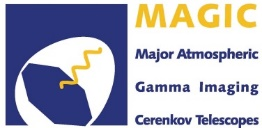 MAGIC
Major Atmospheric
Gamma Imaging
Cerenkov Telescopes